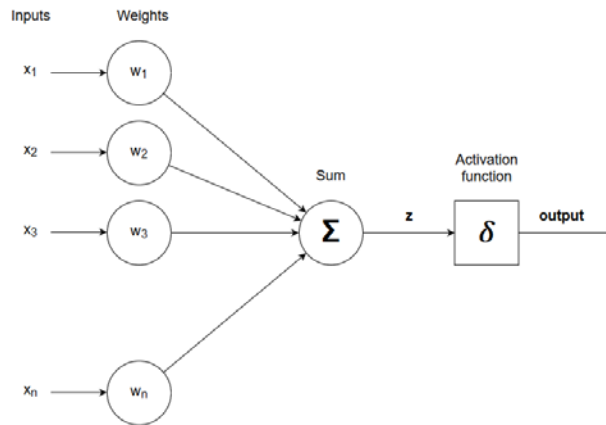 Inputs Weights
x1 w1
x2 w2
x3 w3
xn wn
Sum
Σ
z
Activation
function
δ
output